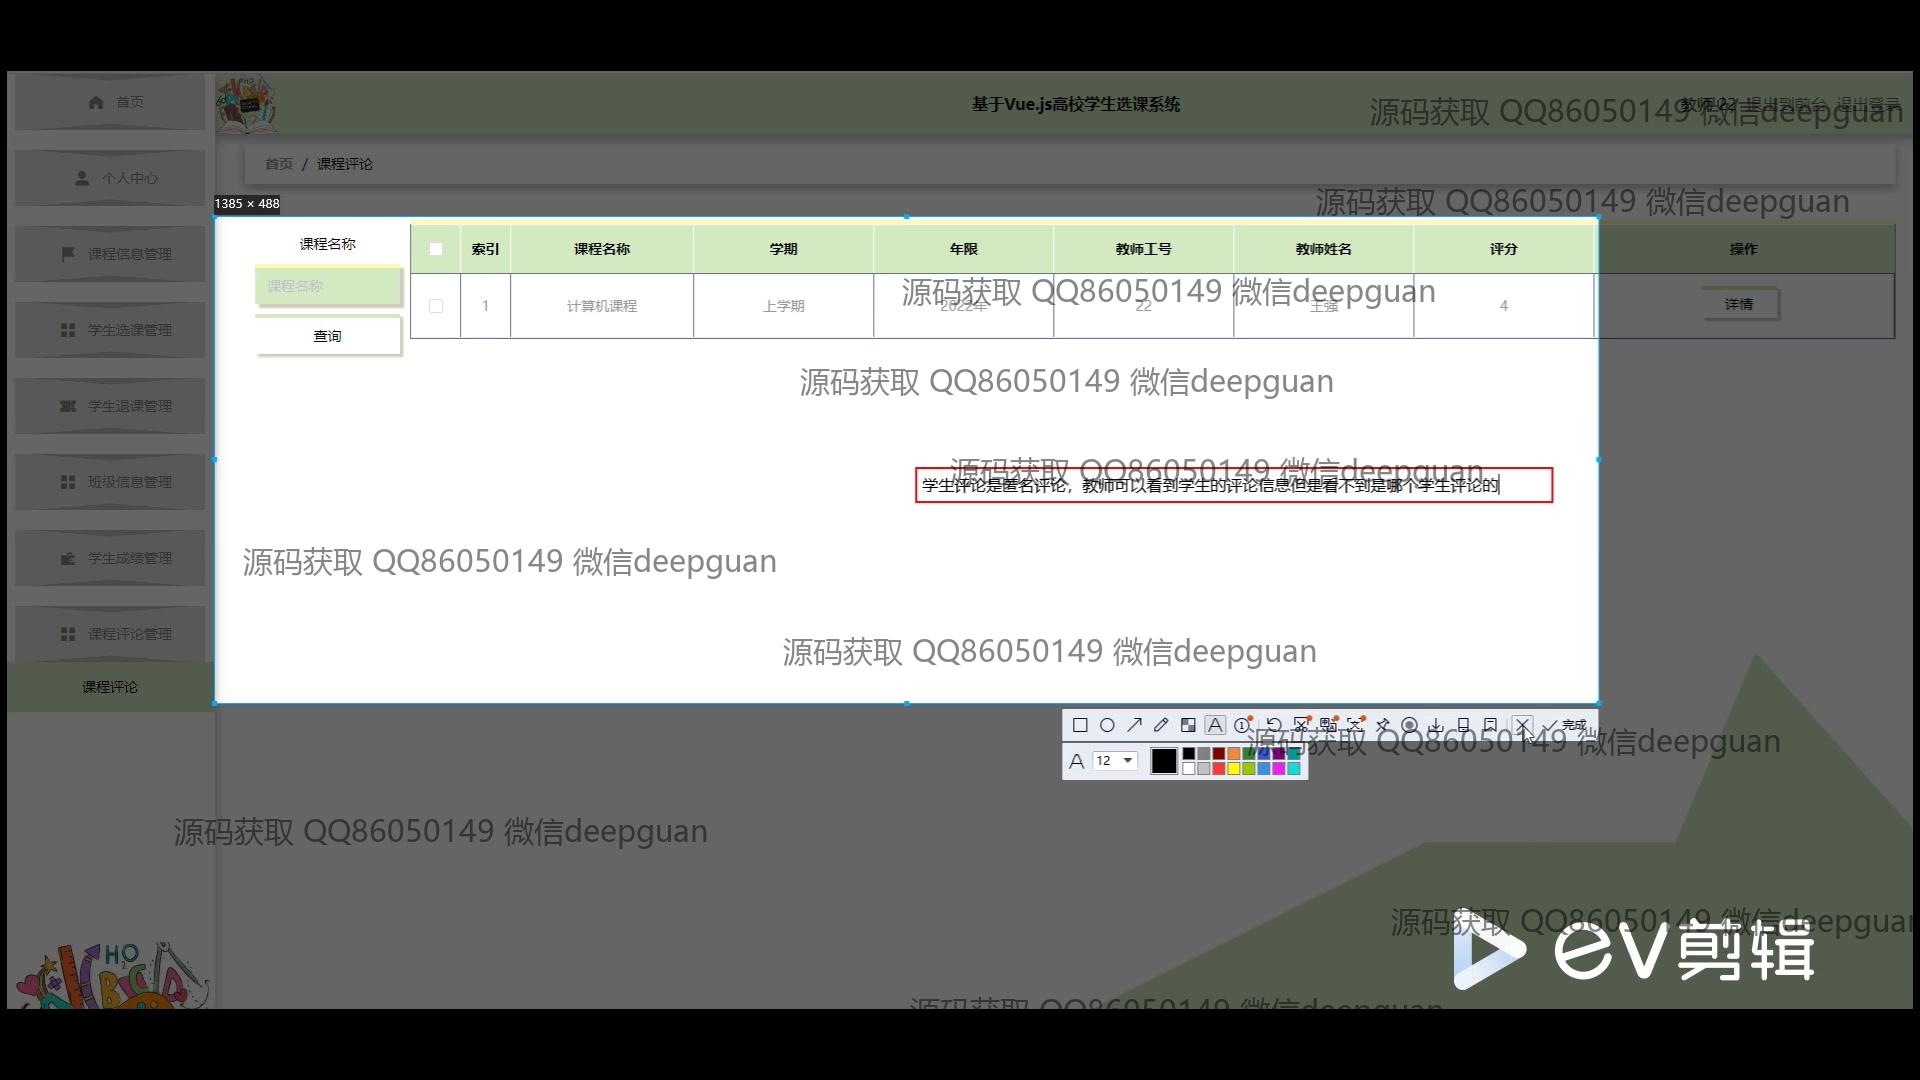 首页
基于Vue.js高校学生选课系统
教师 22 退出到前台 退出登录
源码获取 QQ86050149 微信deepguan
个人中心
首页 / 课程评论
源码获取 QQ86050149 微信deepguan
1385 × 488
课程信息管理
课程名称
索引 课程名称 学期 年限 教师工号 教师姓名 评分 操作
课程名称
1 计算机课程 上学期 2022年 22 王强 4 详情
源码获取 QQ86050149 微信deepguan
学生选课管理
查询
源码获取 QQ86050149 微信deepguan
学生退课管理
源码获取 QQ86050149 微信deepguan
学生评论是匿名评论，教师可以看到学生的评论信息但是看不到是哪个学生评论的
班级信息管理
源码获取 QQ86050149 微信deepguan
学生成绩管理
课程评论管理
源码获取 QQ86050149 微信deepguan
课程评论
完成
源码获取 QQ86050149 微信deepguan
A 12
源码获取 QQ86050149 微信deepguan
源码获取 QQ86050149 微信deepguan
EV剪辑
源码获取 QQ86050149 微信deepguan